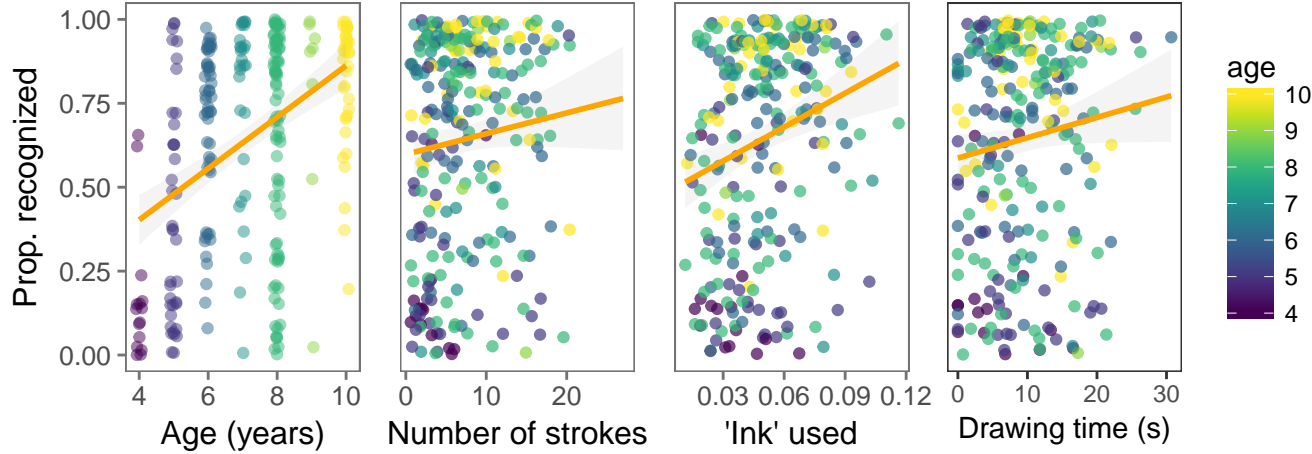 Prop. recognized
1.00
0.75
0.50
0.25
0.00
4 6 8 10
Age (years)
0 10 20
Number of strokes
0.03 0.06 0.09 0.12
'Ink' used
0 10 20 30
Drawing time (s)
age
10
9
8
7
6
5
4